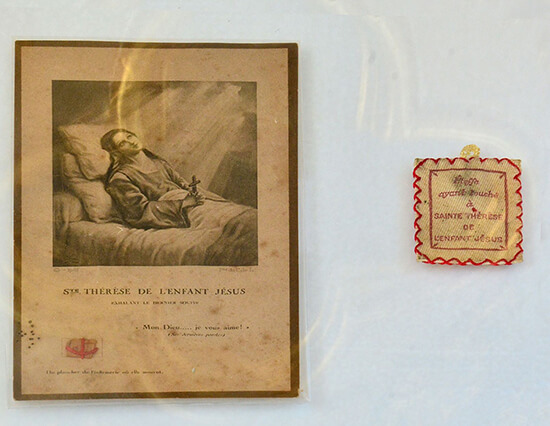 Ste THÉRÈSE DE L'ENFANT JÉSUS
EXHALANT LE DERNIER SOUPIR
« Mon Dieu..... je vous aime! »
(Ses dernières paroles)
Du plancher de l'infirmerie où elle mourut.
Etoffe
ayant touché
à
SAINTE THÉRÈSE
DE
L'ENFANT JÉSUS